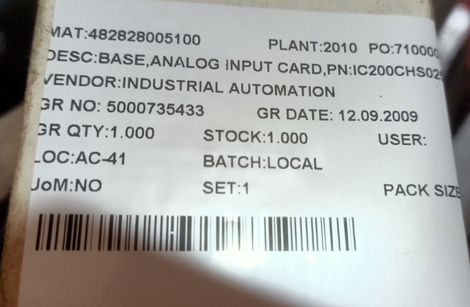 MAT:482828005100 PLANT:2010 PO:710000
DESC:BASE,ANALOG INPUT CARD,PN:IC200CHS02
VENDOR:INDUSTRIAL AUTOMATION
GR NO: 5000735433 GR DATE: 12.09.2009
GR QTY:1.000 STOCK:1.000 USER:
LOC:AC-41 BATCH:LOCAL
UoM:NO SET:1 PACK SIZE